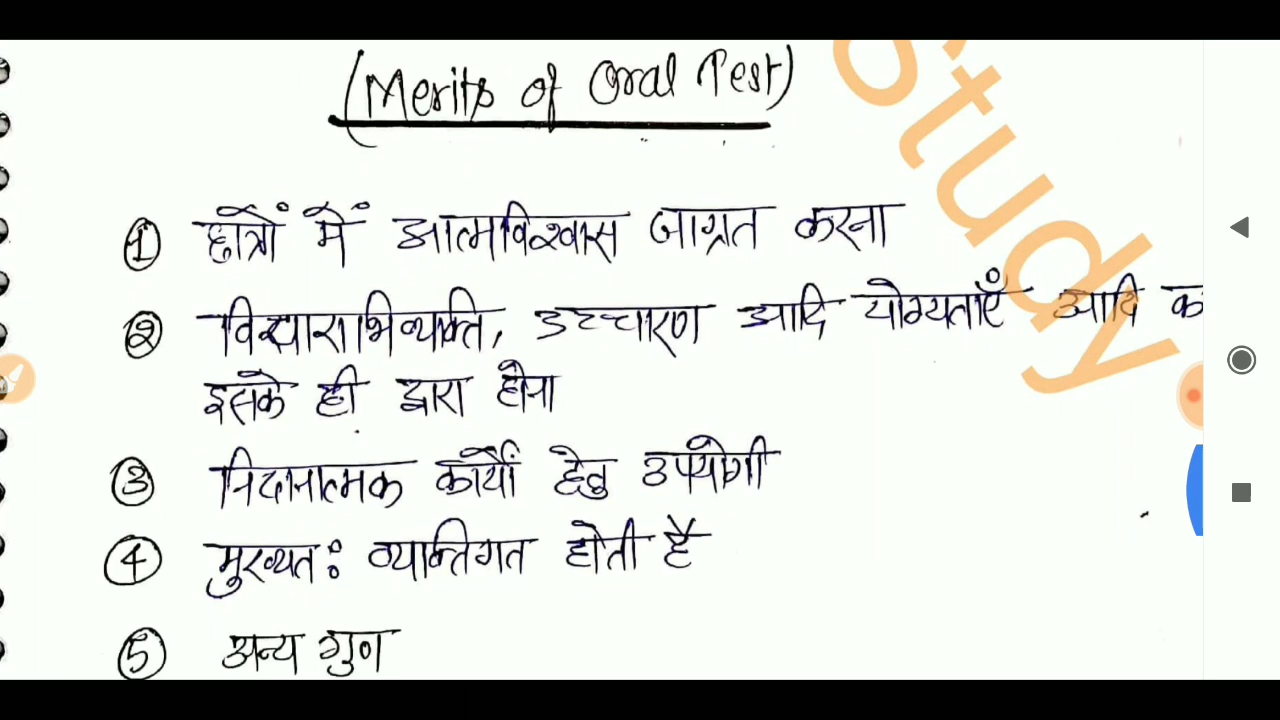 (Merits of Oral Test)
Study
① छात्रों में आत्मविश्वास जाग्रत करना
② विचाराभिव्यक्ति, उच्चारण आदि योग्यताएँ आदि क
इसके ही द्वारा होना
③ निदानात्मक कार्यों हेतु उपयोगी
④ मुख्यतः व्यक्तिगत होती है
⑤ अन्य गुण